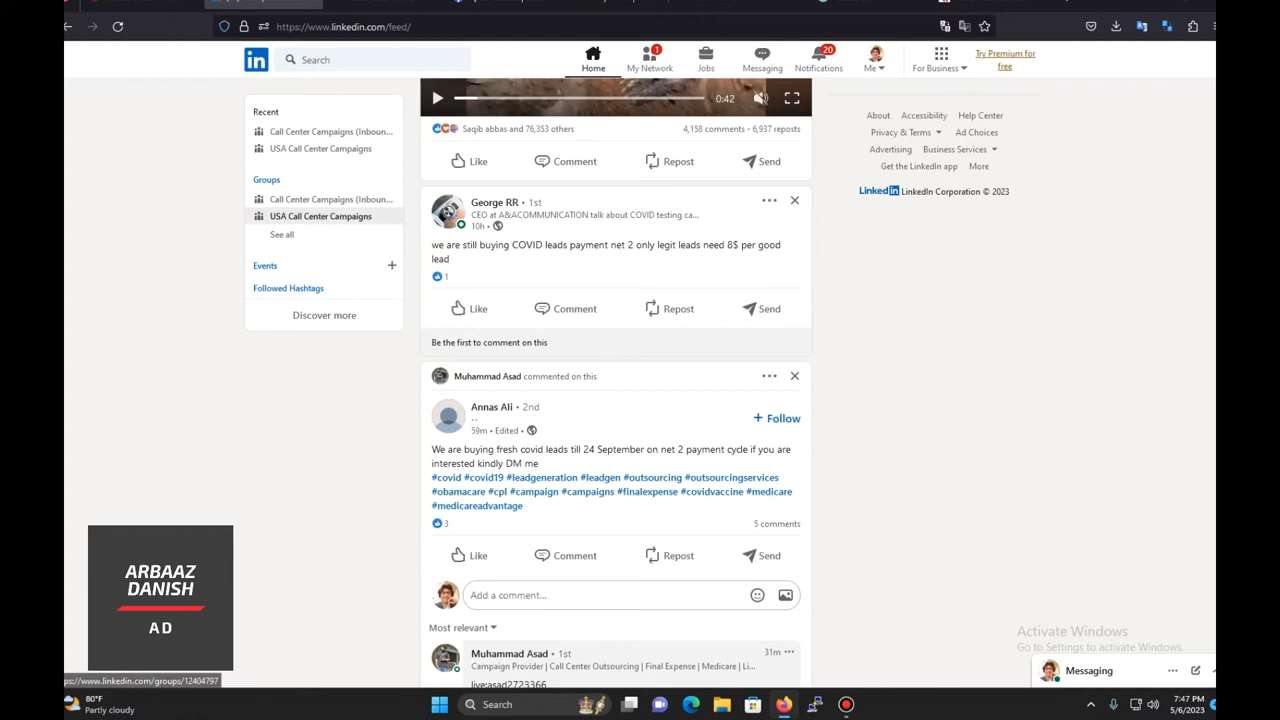 https://www.linkedin.com/feed/
in
Search
Home
1
My Network
Jobs
Messaging
20
Notifications
Me
For Business
Try Premium for
free
Recent
Call Center Campaigns (Inboun...
USA Call Center Campaigns
Groups
Call Center Campaigns (Inboun...
USA Call Center Campaigns
See all
Events
Followed Hashtags
Discover more
0:42
Saqib abbas and 76,353 others
4,158 comments • 6,937 reposts
Like
Comment
Repost
Send
George RR • 1st
CEO at A&ACOMMUNICATION talk about COVID testing ca...
10h •
we are still buying COVID leads payment net 2 only legit leads need 8$ per good
lead
1
Like
Comment
Repost
Send
Be the first to comment on this
Muhammad Asad commented on this
Annas Ali • 2nd
--
59m • Edited •
+ Follow
We are buying fresh covid leads till 24 September on net 2 payment cycle if you are
interested kindly DM me
#covid #covid19 #leadgeneration #leadgen #outsourcing #outsourcingservices
#obamacare #cpl #campaign #campaigns #finalexpense #covidvaccine #medicare
#medicareadvantage
3
5 comments
Like
Comment
Repost
Send
Add a comment...
Most relevant
Muhammad Asad • 1st
31m
Campaign Provider | Call Center Outsourcing | Final Expense | Medicare | Li...
live:asad2723366
About
Accessibility
Help Center
Privacy & Terms
Ad Choices
Advertising
Business Services
Get the LinkedIn app
More
Linked in LinkedIn Corporation © 2023
ARBAAZ
DANISH
AD
Activate Windows
Go to Settings to activate Windows.
Messaging
ps://www.linkedin.com/groups/12404797
80°F
Partly cloudy
Search
7:47 PM
5/6/2023